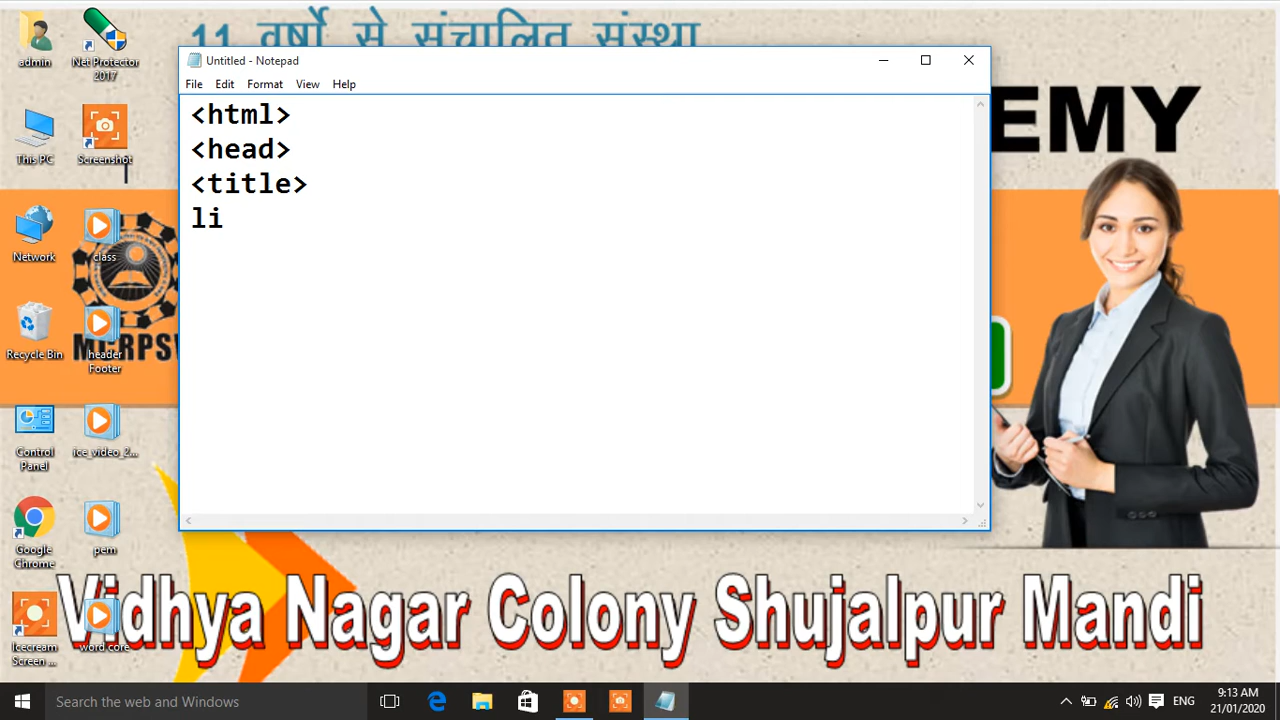 11 वर्षो से संचालित संस्था
EMY
Untitled - Notepad
File Edit Format View Help
<html>
<head>
<title>
li
admin
Net Protector 2017
This PC
Screenshot
Network
class
Recycle Bin
header Footer
Control Panel
ice_video_2...
Google Chrome
pem
Icecream Screen ...
word core
Vidhya Nagar Colony Shujalpur Mandi
Search the web and Windows
ENG
9:13 AM
21/01/2020